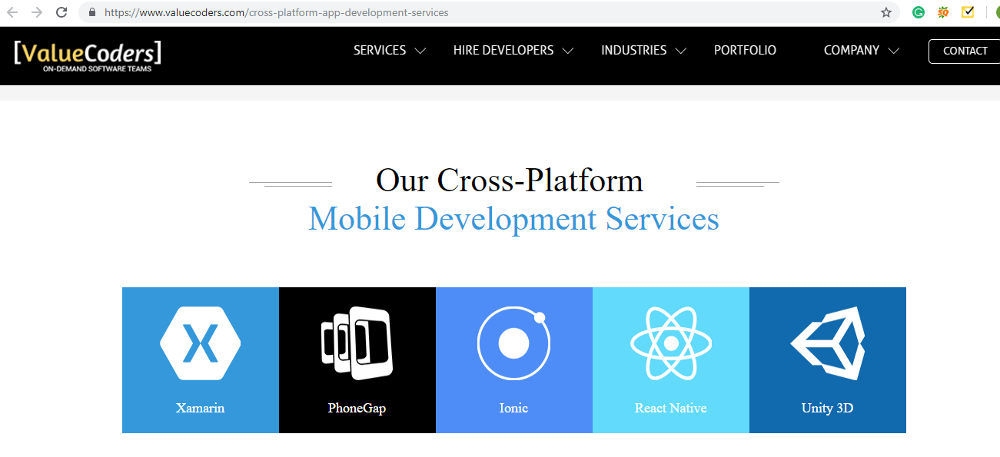 https://www.valuecoders.com/cross-platform-app-development-services
[ValueCoders]
ON-DEMAND SOFTWARE TEAMS
SERVICES HIRE DEVELOPERS INDUSTRIES PORTFOLIO COMPANY CONTACT
Our Cross-Platform
Mobile Development Services
Xamarin PhoneGap Ionic React Native Unity 3D